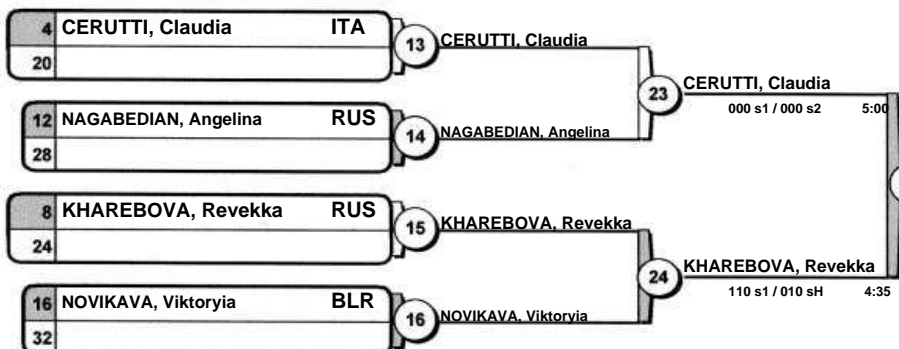 4 CERUTTI, Claudia ITA
20
13 CERUTTI, Claudia
12 NAGABEDIAN, Angelina RUS
28
14 NAGABEDIAN, Angelina
23 CERUTTI, Claudia
000 s1 / 000 s2 5:00
8 KHAREBOVA, Revekka RUS
24
15 KHAREBOVA, Revekka
16 NOVIKAVA, Viktoryia BLR
32
16 NOVIKAVA, Viktoryia
24 KHAREBOVA, Revekka
110 s1 / 010 sH 4:35